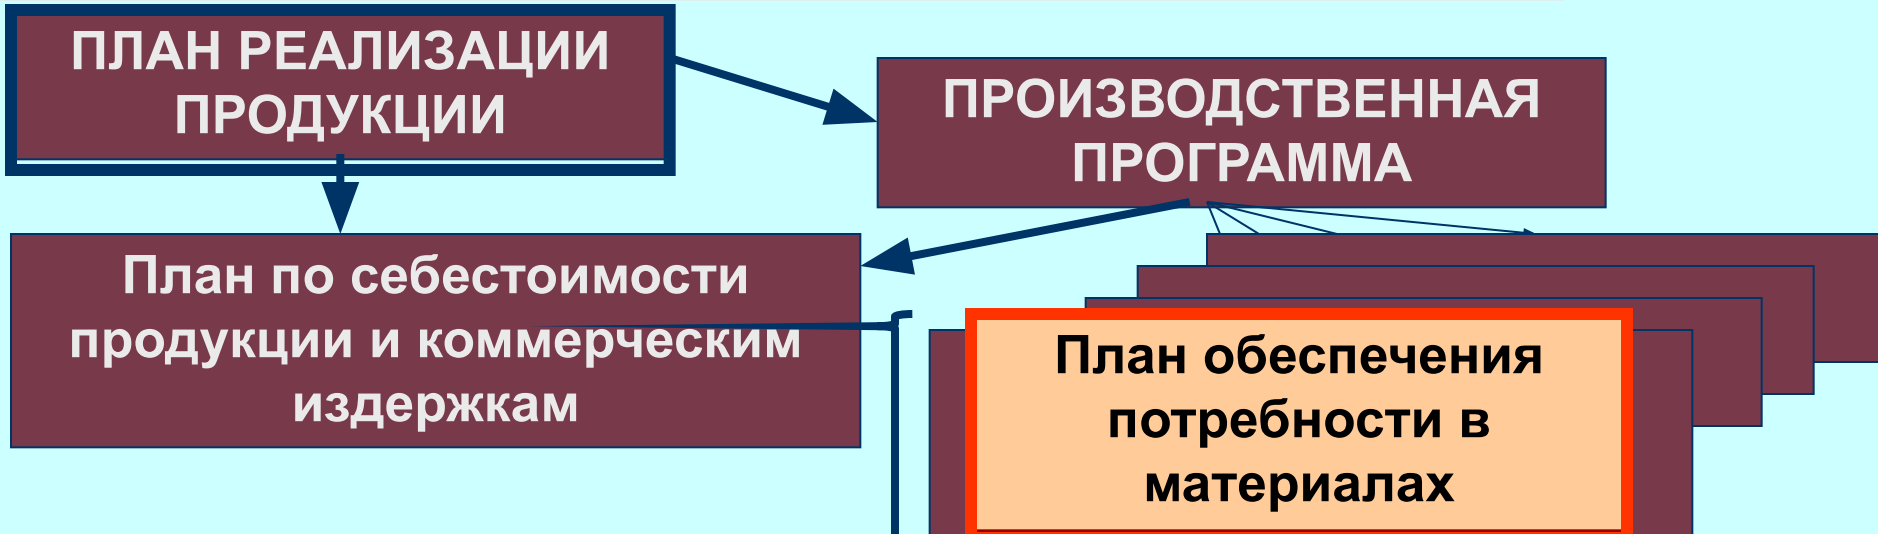 ПЛАН РЕАЛИЗАЦИИ
ПРОДУКЦИИ
ПРОИЗВОДСТВЕННАЯ
ПРОГРАММА
План по себестоимости
продукции и коммерческим
издержкам
План обеспечения
потребности в
материалах